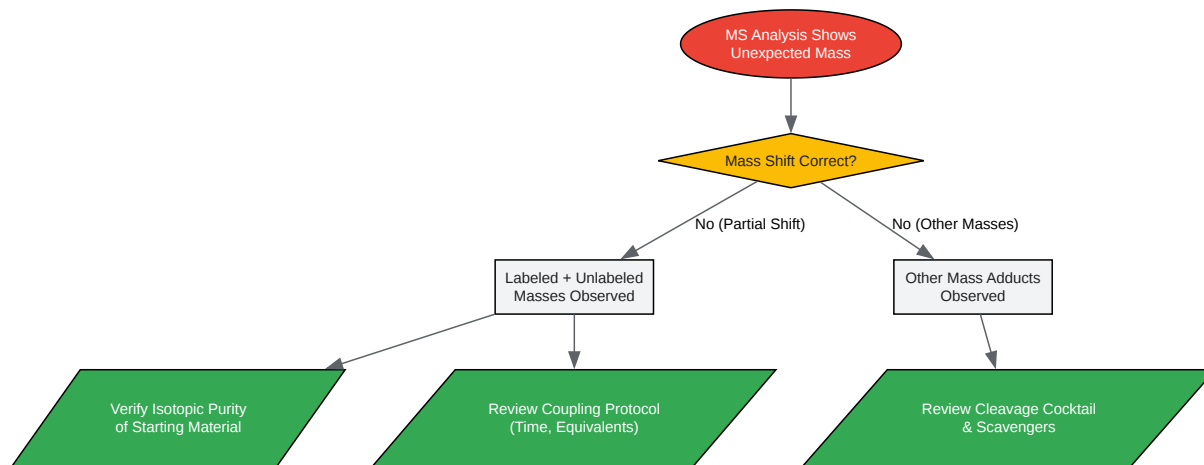 MS Analysis Shows
Unexpected Mass
Mass Shift Correct?
No (Partial Shift)
No (Other Masses)
Labeled + Unlabeled
Masses Observed
Other Mass Adducts
Observed
Verify Isotopic Purity
of Starting Material
Review Coupling Protocol
(Time, Equivalents)
Review Cleavage Cocktail
& Scavengers